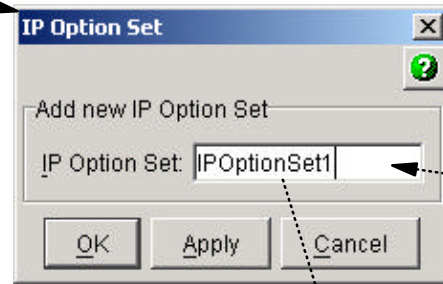 IP Option Set
Add new IP Option Set
IP Option Set: IPOptionSet1
OK Apply Cancel